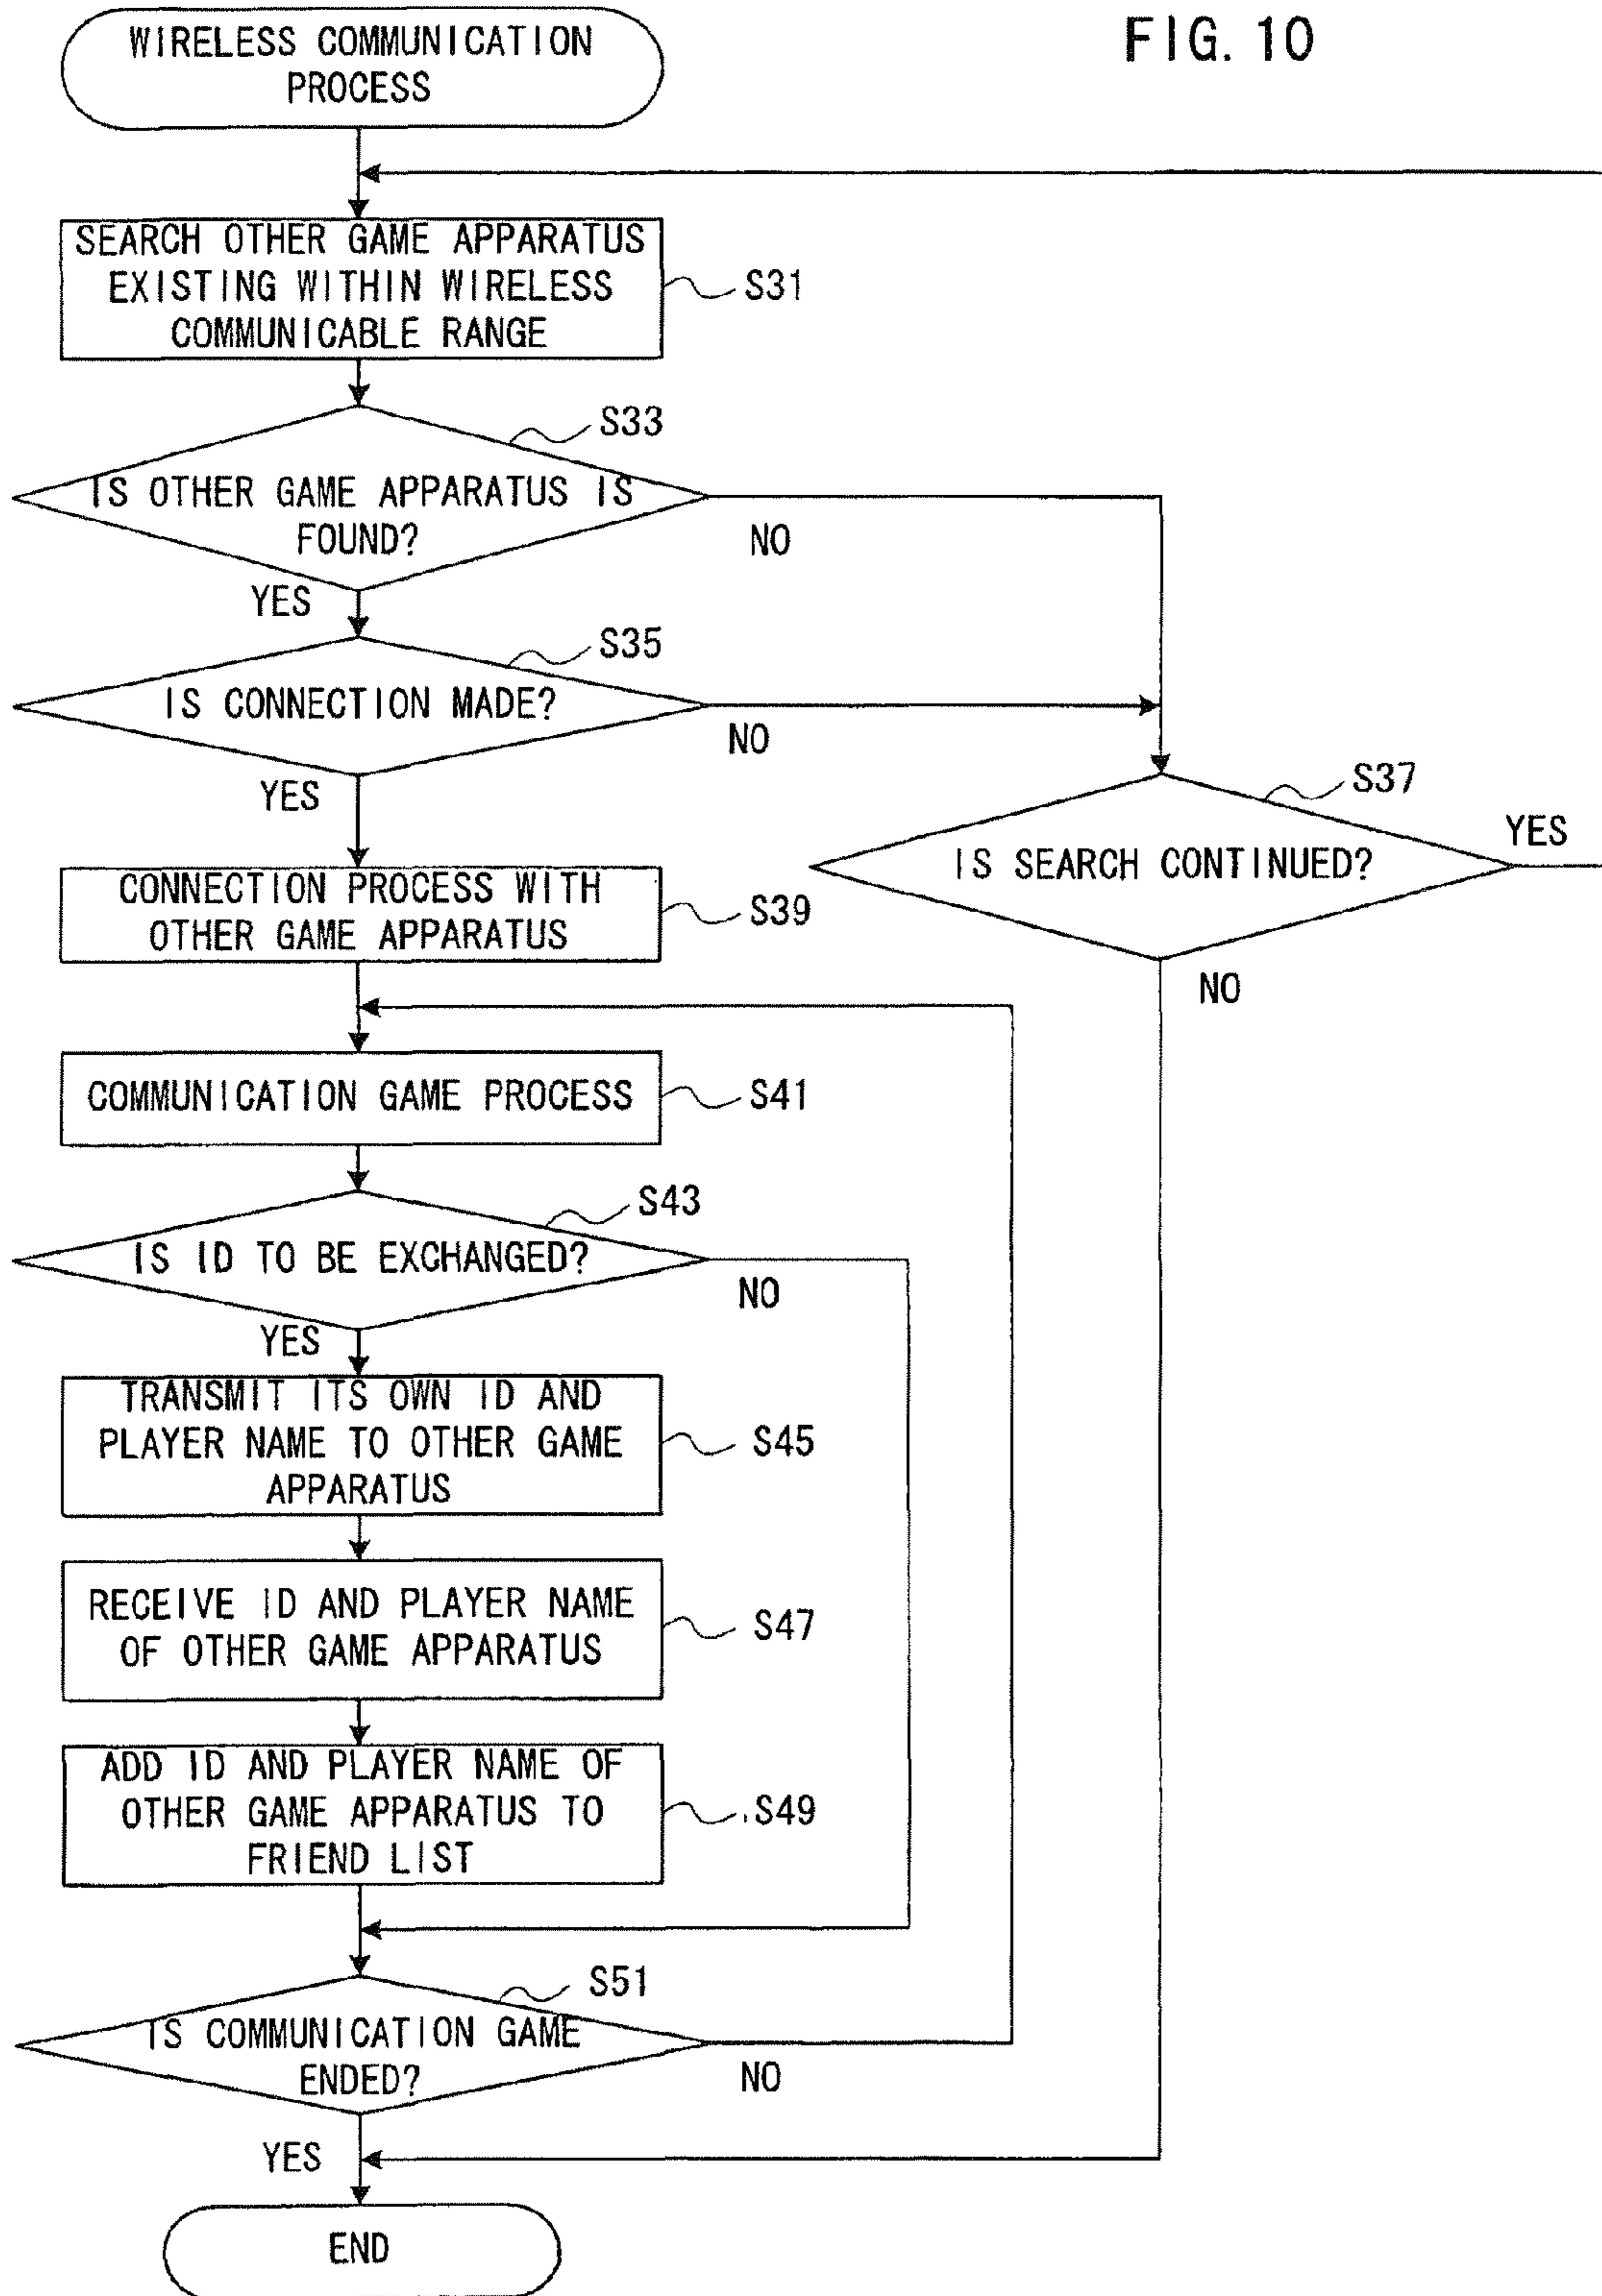 FIG. 10
WIRELESS COMMUNICATION
PROCESS
SEARCH OTHER GAME APPARATUS
EXISTING WITHIN WIRELESS
COMMUNICABLE RANGE
S31
S33
IS OTHER GAME APPARATUS IS
FOUND?
NO
YES
S35
IS CONNECTION MADE?
NO
YES
S37
IS SEARCH CONTINUED?
YES
NO
CONNECTION PROCESS WITH
OTHER GAME APPARATUS
S39
COMMUNICATION GAME PROCESS
S41
S43
IS ID TO BE EXCHANGED?
NO
YES
TRANSMIT ITS OWN ID AND
PLAYER NAME TO OTHER GAME
APPARATUS
S45
RECEIVE ID AND PLAYER NAME
OF OTHER GAME APPARATUS
S47
ADD ID AND PLAYER NAME OF
OTHER GAME APPARATUS TO
FRIEND LIST
S49
S51
IS COMMUNICATION GAME
ENDED?
NO
YES
END